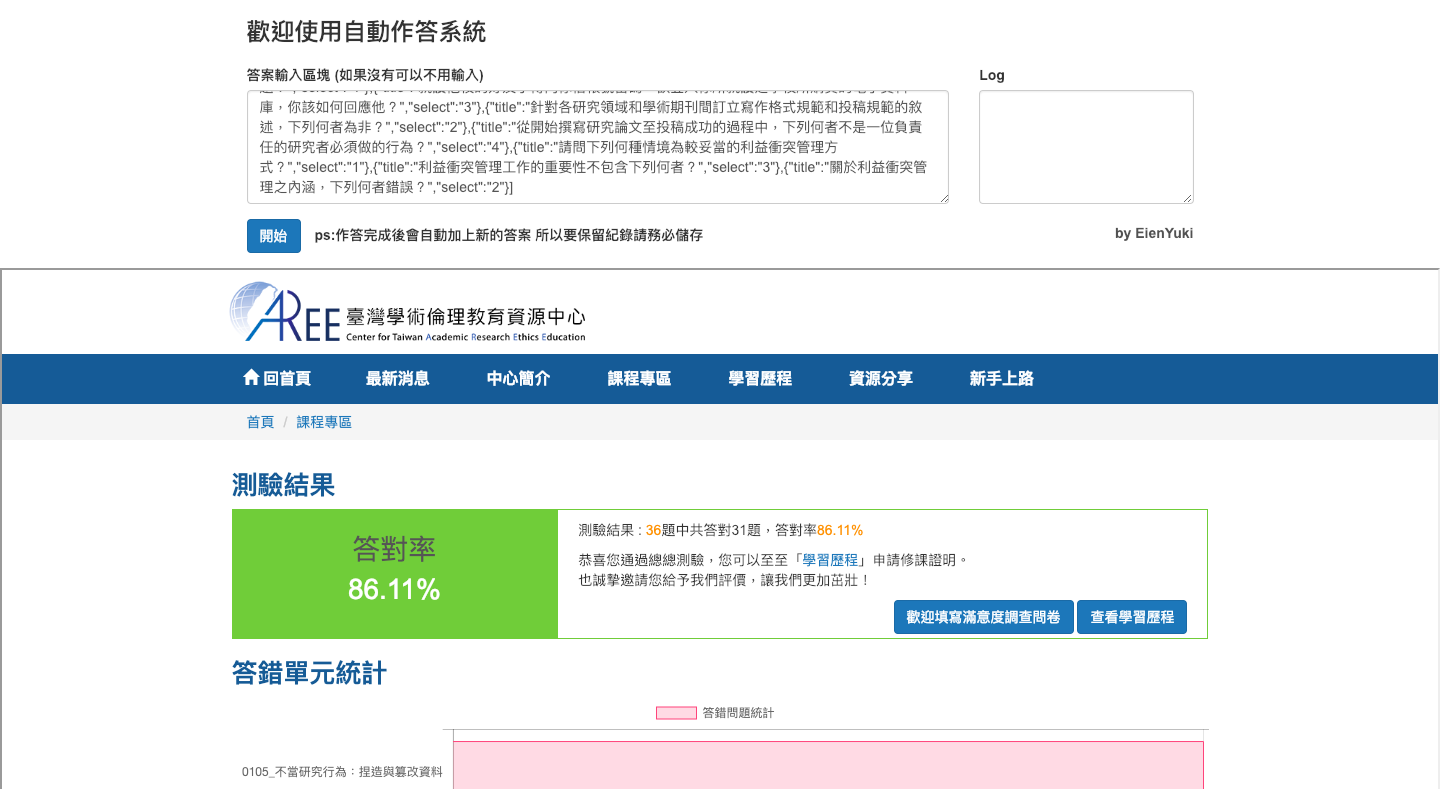 歡迎使用自動作答系統
答案輸入區塊 (如果沒有可以不用輸入)
Log
庫，你該如何回應他？","select":"3"},{"title":"針對各研究領域和學術期刊間訂立寫作格式規範和投稿規範的敘
述，下列何者為非？","select":"2"},{"title":"從開始撰寫研究論文至投稿成功的過程中，下列何者不是一位負責
任的研究者必須做的行為？","select":"4"},{"title":"請問下列何種情境為較妥當的利益衝突管理方
式？","select":"1"},{"title":"利益衝突管理工作的重要性不包含下列何者？","select":"3"},{"title":"關於利益衝突管
理之內涵，下列何者錯誤？","select":"2"}]
開始
ps:作答完成後會自動加上新的答案 所以要保留紀錄請務必儲存
by EienYuki
AREE 臺灣學術倫理教育資源中心
Center for Taiwan Academic Research Ethics Education
回首頁 最新消息 中心簡介 課程專區 學習歷程 資源分享 新手上路
首頁 / 課程專區
測驗結果
答對率
86.11%
測驗結果 : 36題中共答對31題，答對率86.11%
恭喜您通過總總測驗，您可以至至「學習歷程」申請修課證明。
也誠摯邀請您給予我們評價，讓我們更加茁壯！
歡迎填寫滿意度調查問卷
查看學習歷程
答錯單元統計
答錯問題統計
0105_不當研究行為：捏造與篡改資料